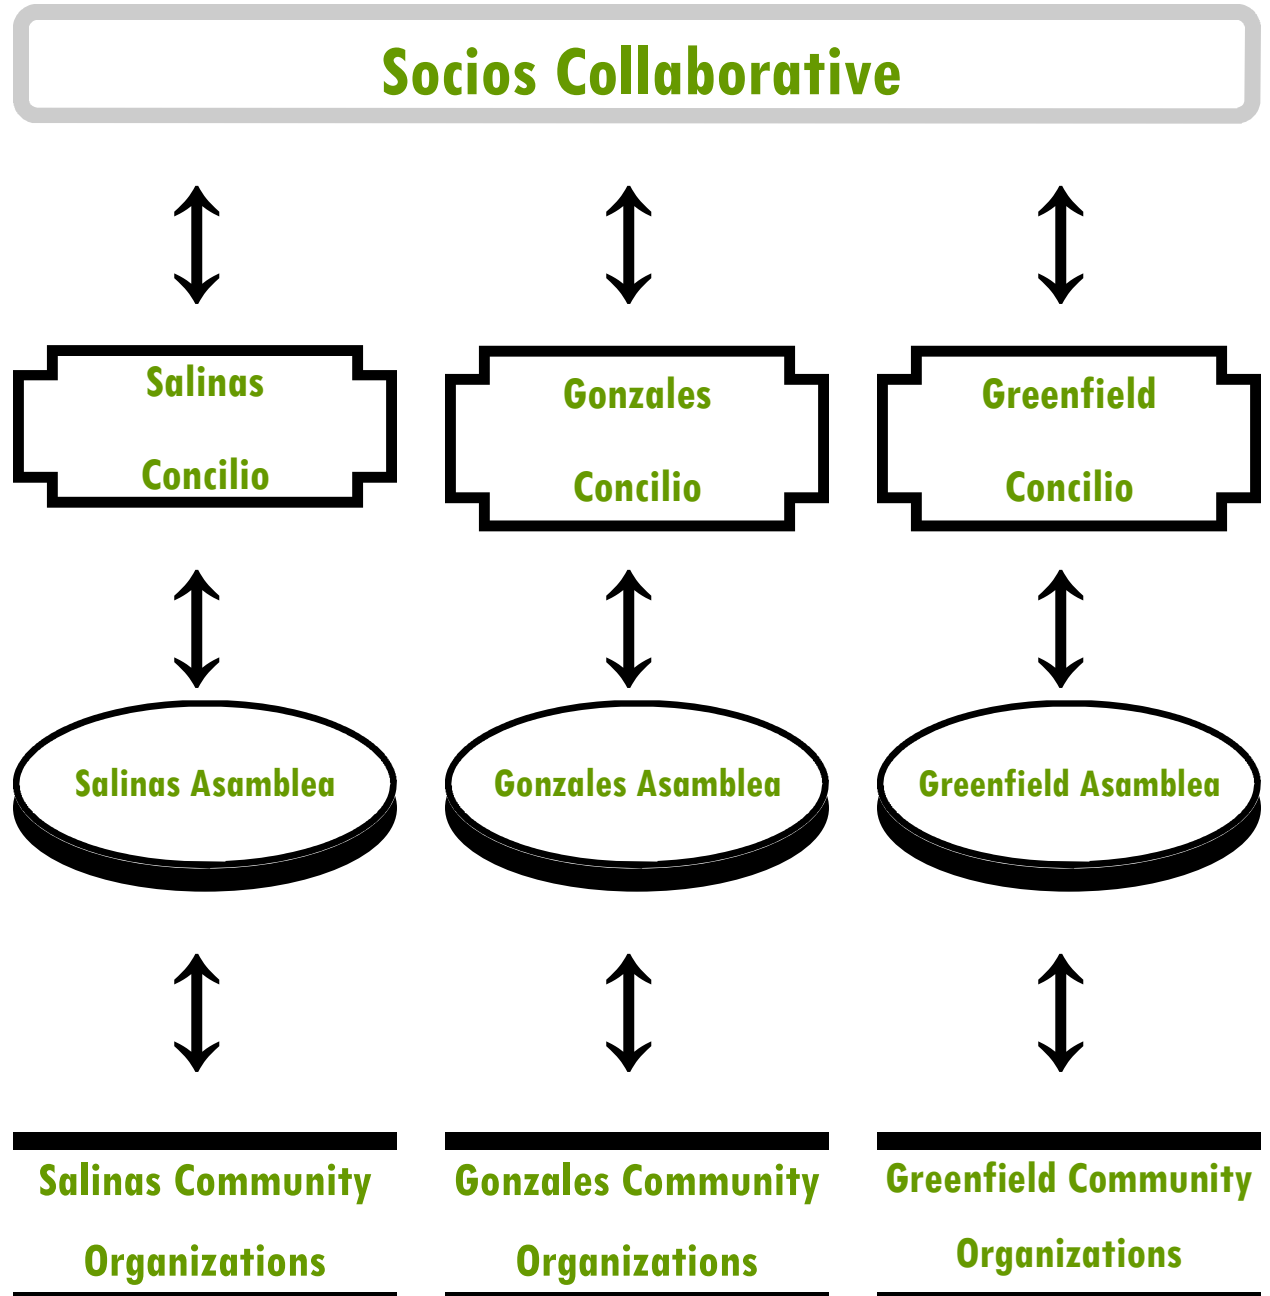 Socios Collaborative
Salinas
Concilio
Gonzales
Concilio
Greenfield
Concilio
Salinas Asamblea
Gonzales Asamblea
Greenfield Asamblea
Salinas Community
Organizations
Gonzales Community
Organizations
Greenfield Community
Organizations